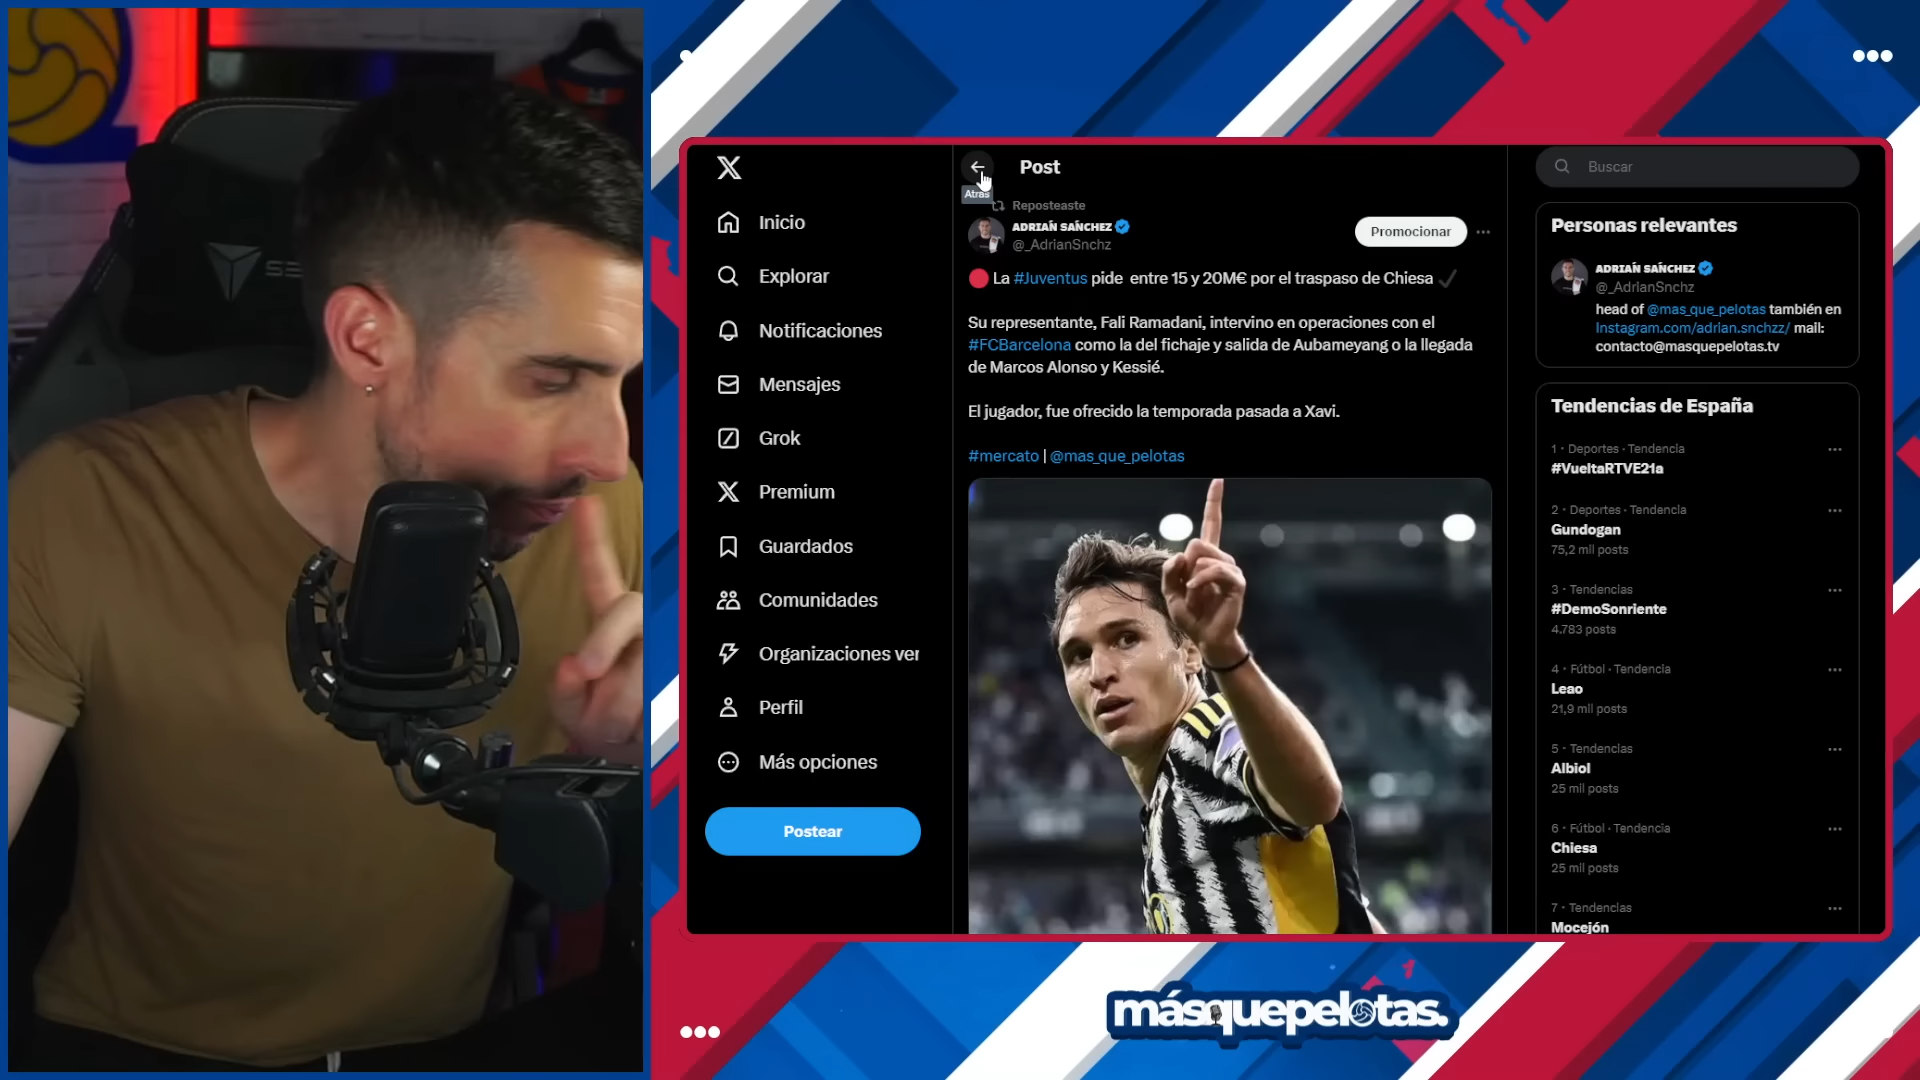 Inicio
Explorar
Notificaciones
Mensajes
Grok
Premium
Guardados
Comunidades
Organizaciones ver
Perfil
Más opciones
Postear
Post
Atrás
Reposteaste
ADRIÁN SÁNCHEZ
@_AdrianSnchz
Promocionar
La #Juventus pide entre 15 y 20M€ por el traspaso de Chiesa
Su representante, Fali Ramadani, intervino en operaciones con el
#FCBarcelona como la del fichaje y salida de Aubameyang o la llegada
de Marcos Alonso y Kessié.
El jugador, fue ofrecido la temporada pasada a Xavi.
#mercato | @mas_que_pelotas
Buscar
Personas relevantes
ADRIÁN SÁNCHEZ
@_AdrIanSnchz
head of @mas_que_pelotas también en
Instagram.com/adrian.snchzz/ mail:
contacto@masquepelotas.tv
Tendencias de España
1 · Deportes · Tendencia
#VueltaRTVE21a
2 · Deportes · Tendencia
Gundogan
75,2 mil posts
3 · Tendencias
#DemoSonriente
4.783 posts
4 · Fútbol · Tendencia
Leao
21,9 mil posts
5 · Tendencias
Albiol
25 mil posts
6 · Fútbol · Tendencia
Chiesa
25 mil posts
7 · Tendencias
Mocejón
másquepelotas.